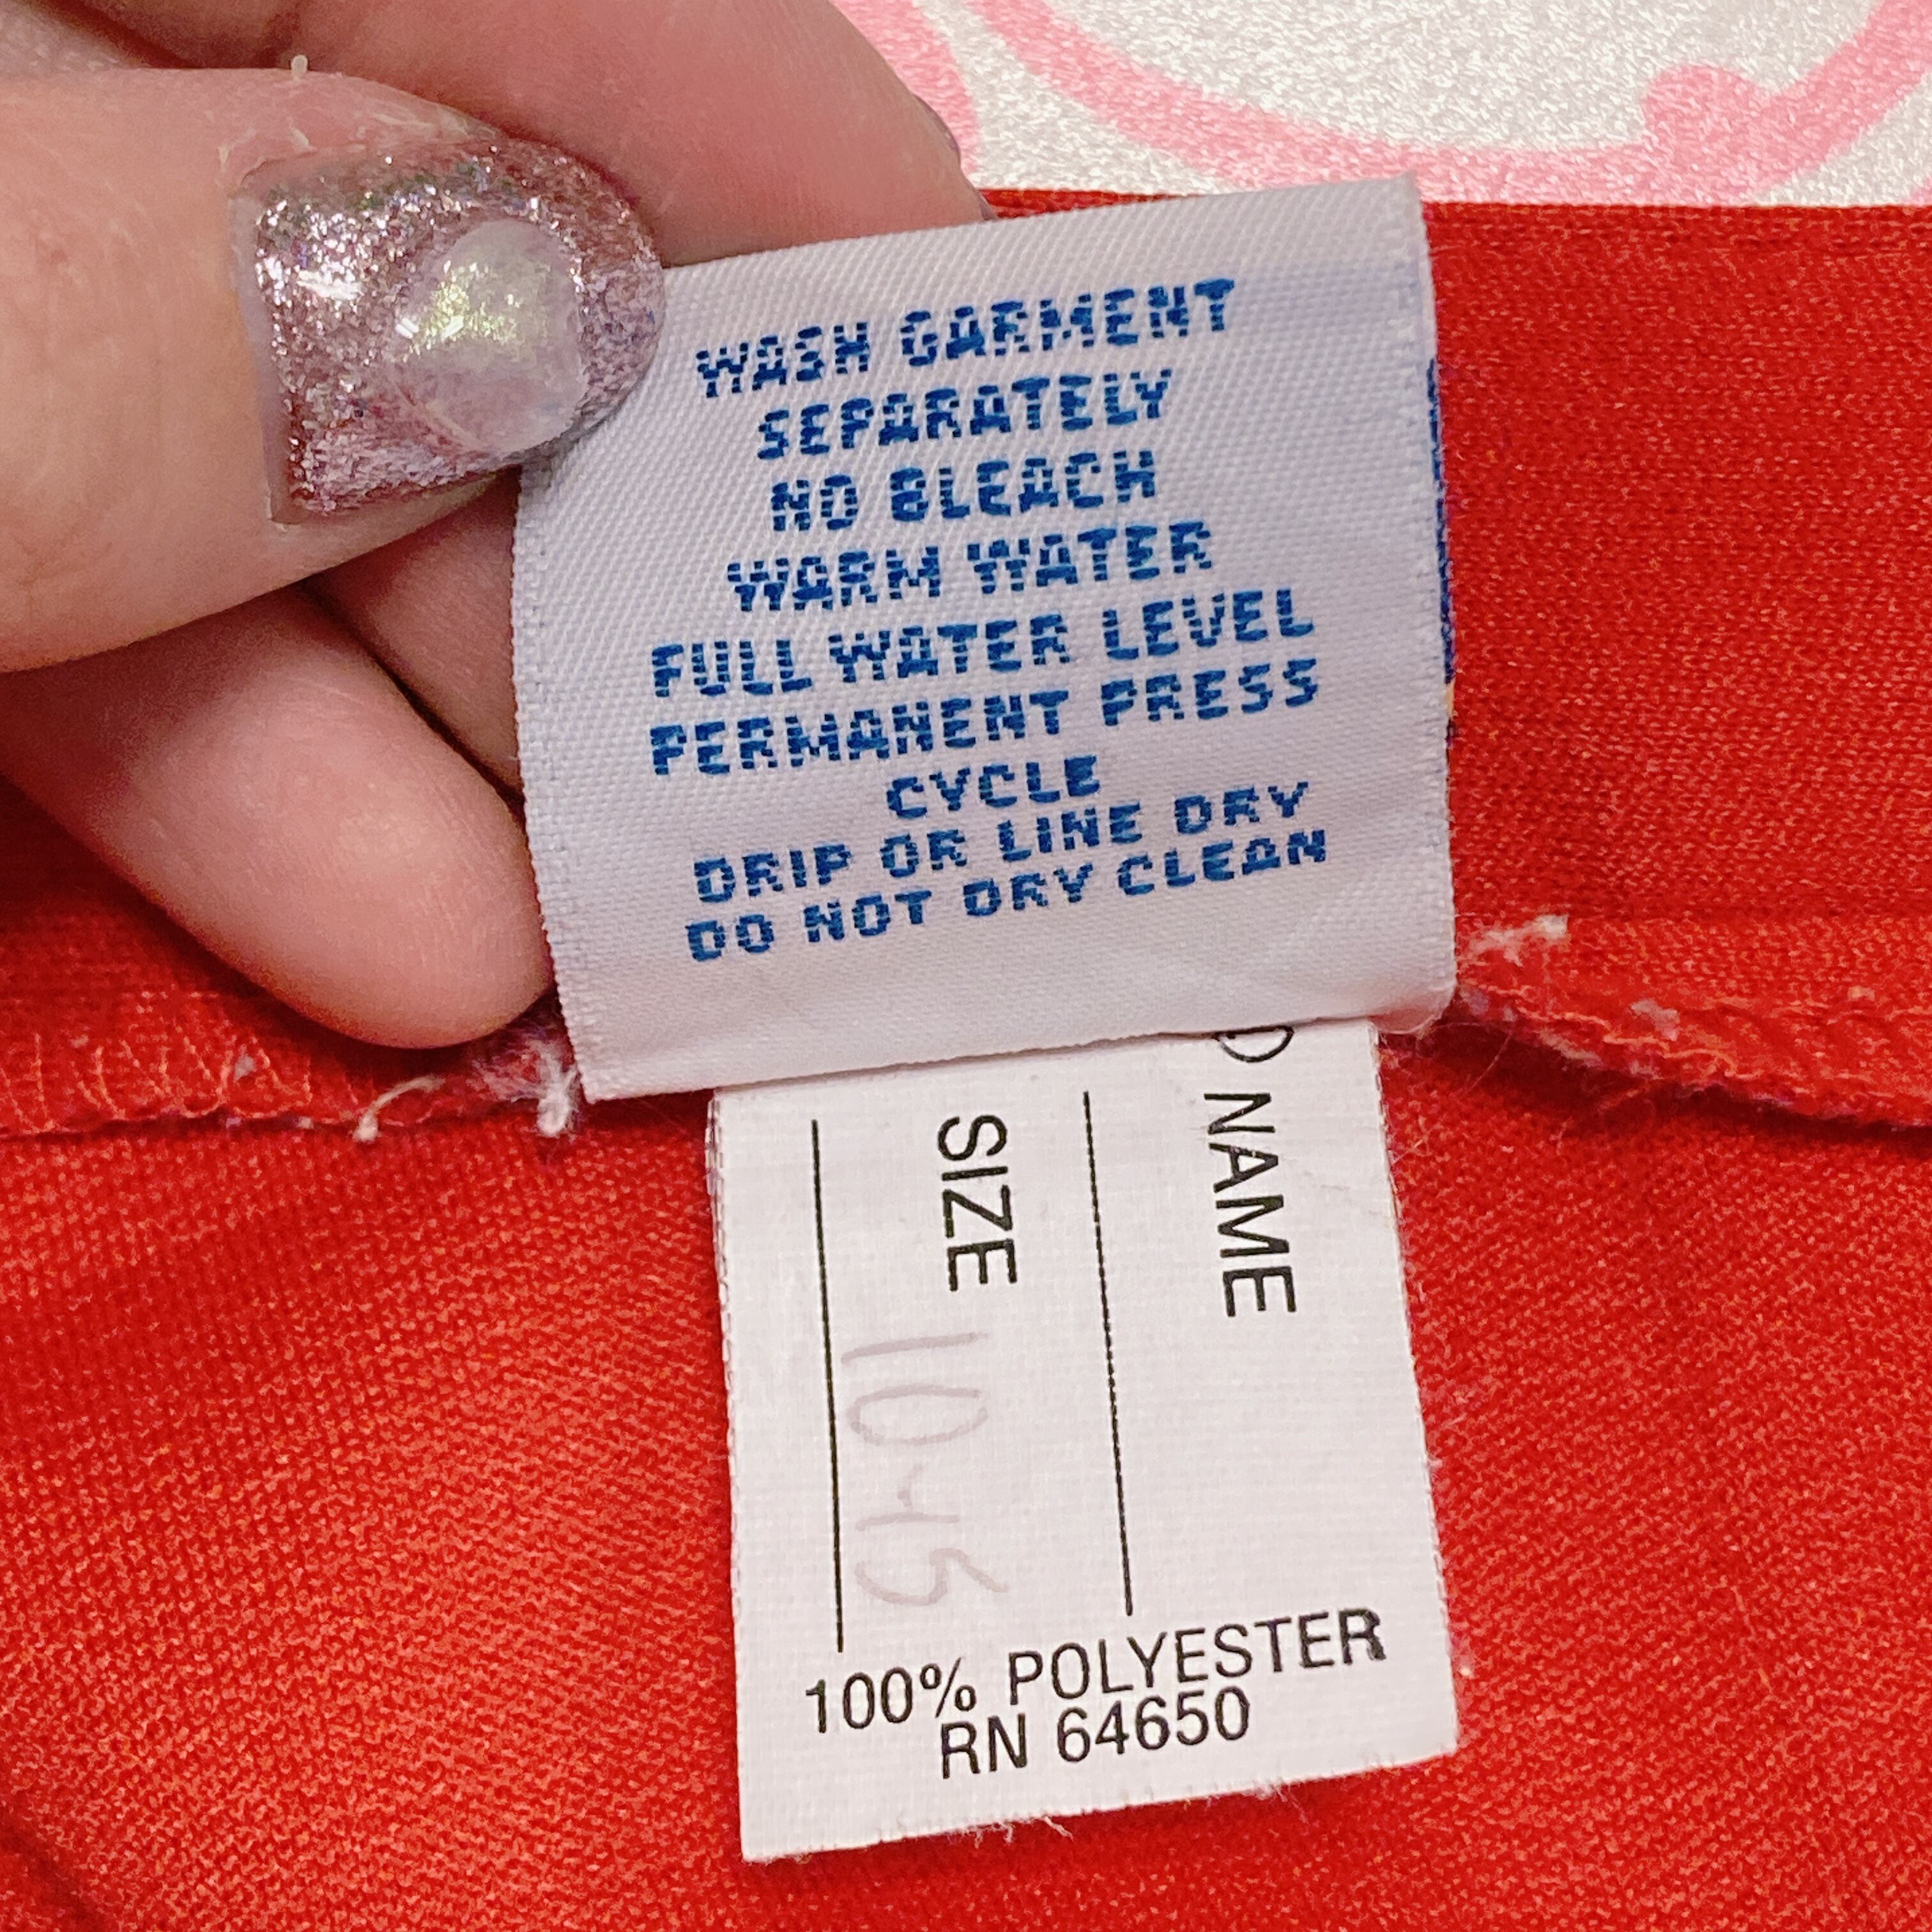 WASH GARMENT
SEPARATELY
NO BLEACH
WARM WATER
FULL WATER LEVEL
PERMANENT PRESS
CYCLE
DRIP OR LINE DRY
DO NOT DRY CLEAN
NAME
SIZE 10-15
100% POLYESTER
RN 64650